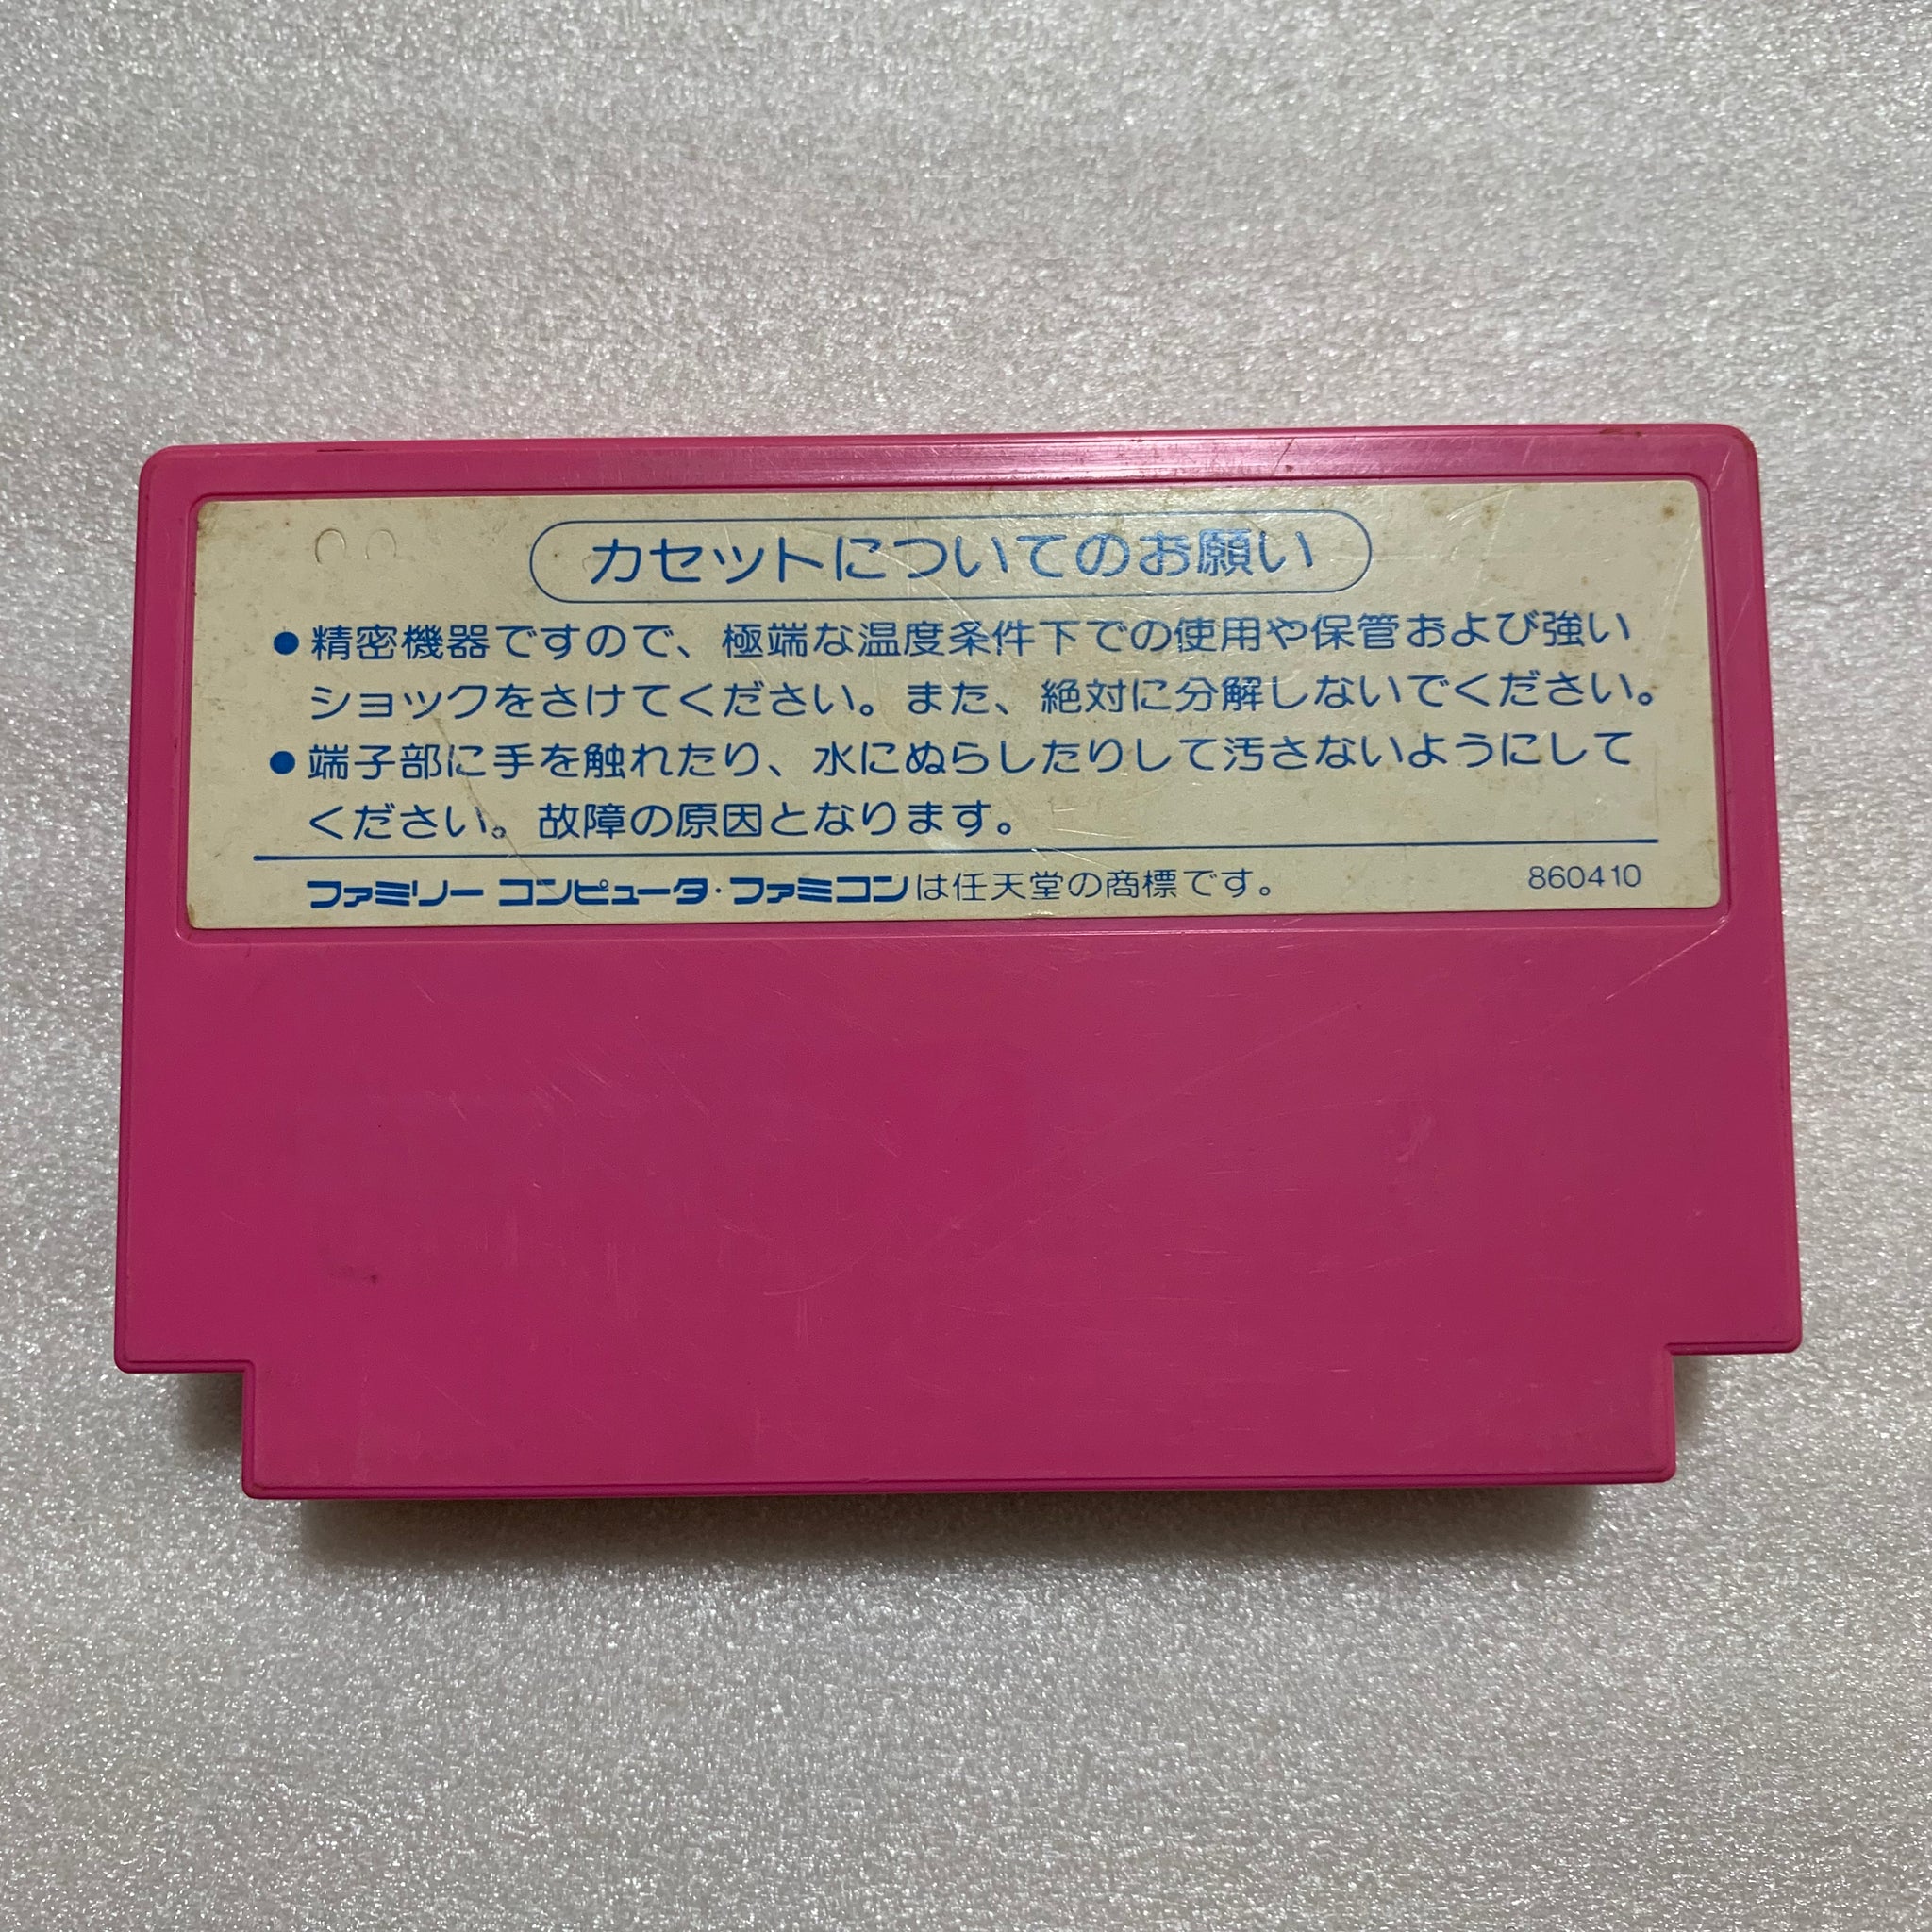 カセットについてのお願い
●精密機器ですので、極端な温度条件下での使用や保管および強い
ショックをさけてください。また、絶対に分解しないでください。
●端子部に手を触れたり、水にぬらしたりして汚さないようにして
ください。故障の原因となります。
ファミリー コンピュータ・ファミコンは任天堂の商標です。 860410